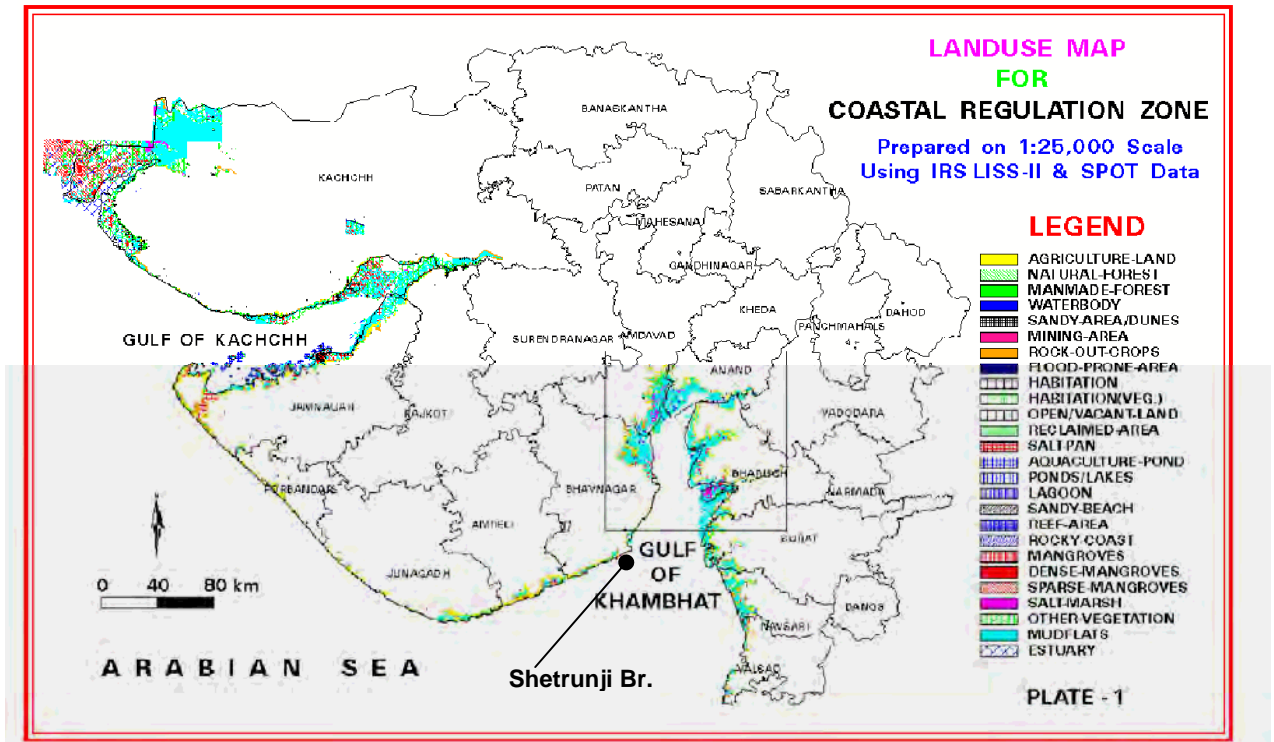 LANDUSE MAP
FOR
COASTAL REGULATION ZONE
Prepared on 1:25,000 Scale
Using IRS LISS-II & SPOT Data
BANASKANTHA
KACHCHH
PATAN
SABARKANTHA
MAHESANA
GANDHINAGAR
KHEDA
DAHOD
PANCHMAHALS
SURENDRANAGAR
AMDAVAD
GULF OF KACHCHH
ANAND
JAMNAGAR
RAJKOT
VADODARA
BHARUCH
BHAVNAGAR
NARMADA
PORBANDAR
AMRELI
SURAT
JUNAGADH
GULF
OF
KHAMBHAT
DANGS
NAVSARI
VALSAD
0 40 80 km
ARABIAN SEA
Shetrunji Br.
LEGEND
AGRICULTURE-LAND
NATURAL-FOREST
MANMADE-FOREST
WATERBODY
SANDY-AREA/DUNES
MINING-AREA
ROCK-OUT-CROPS
FLOOD-PRONE-AREA
HABITATION
HABITATION(VEG.)
OPEN/VACANT-LAND
RECLAIMED-AREA
SALT-PAN
AQUACULTURE-POND
PONDS/LAKES
LAGOON
SANDY-BEACH
REEF-AREA
ROCKY-COAST
MANGROVES
DENSE-MANGROVES
SPARSE-MANGROVES
SALT-MARSH
OTHER-VEGETATION
MUDFLATS
ESTUARY
PLATE - 1